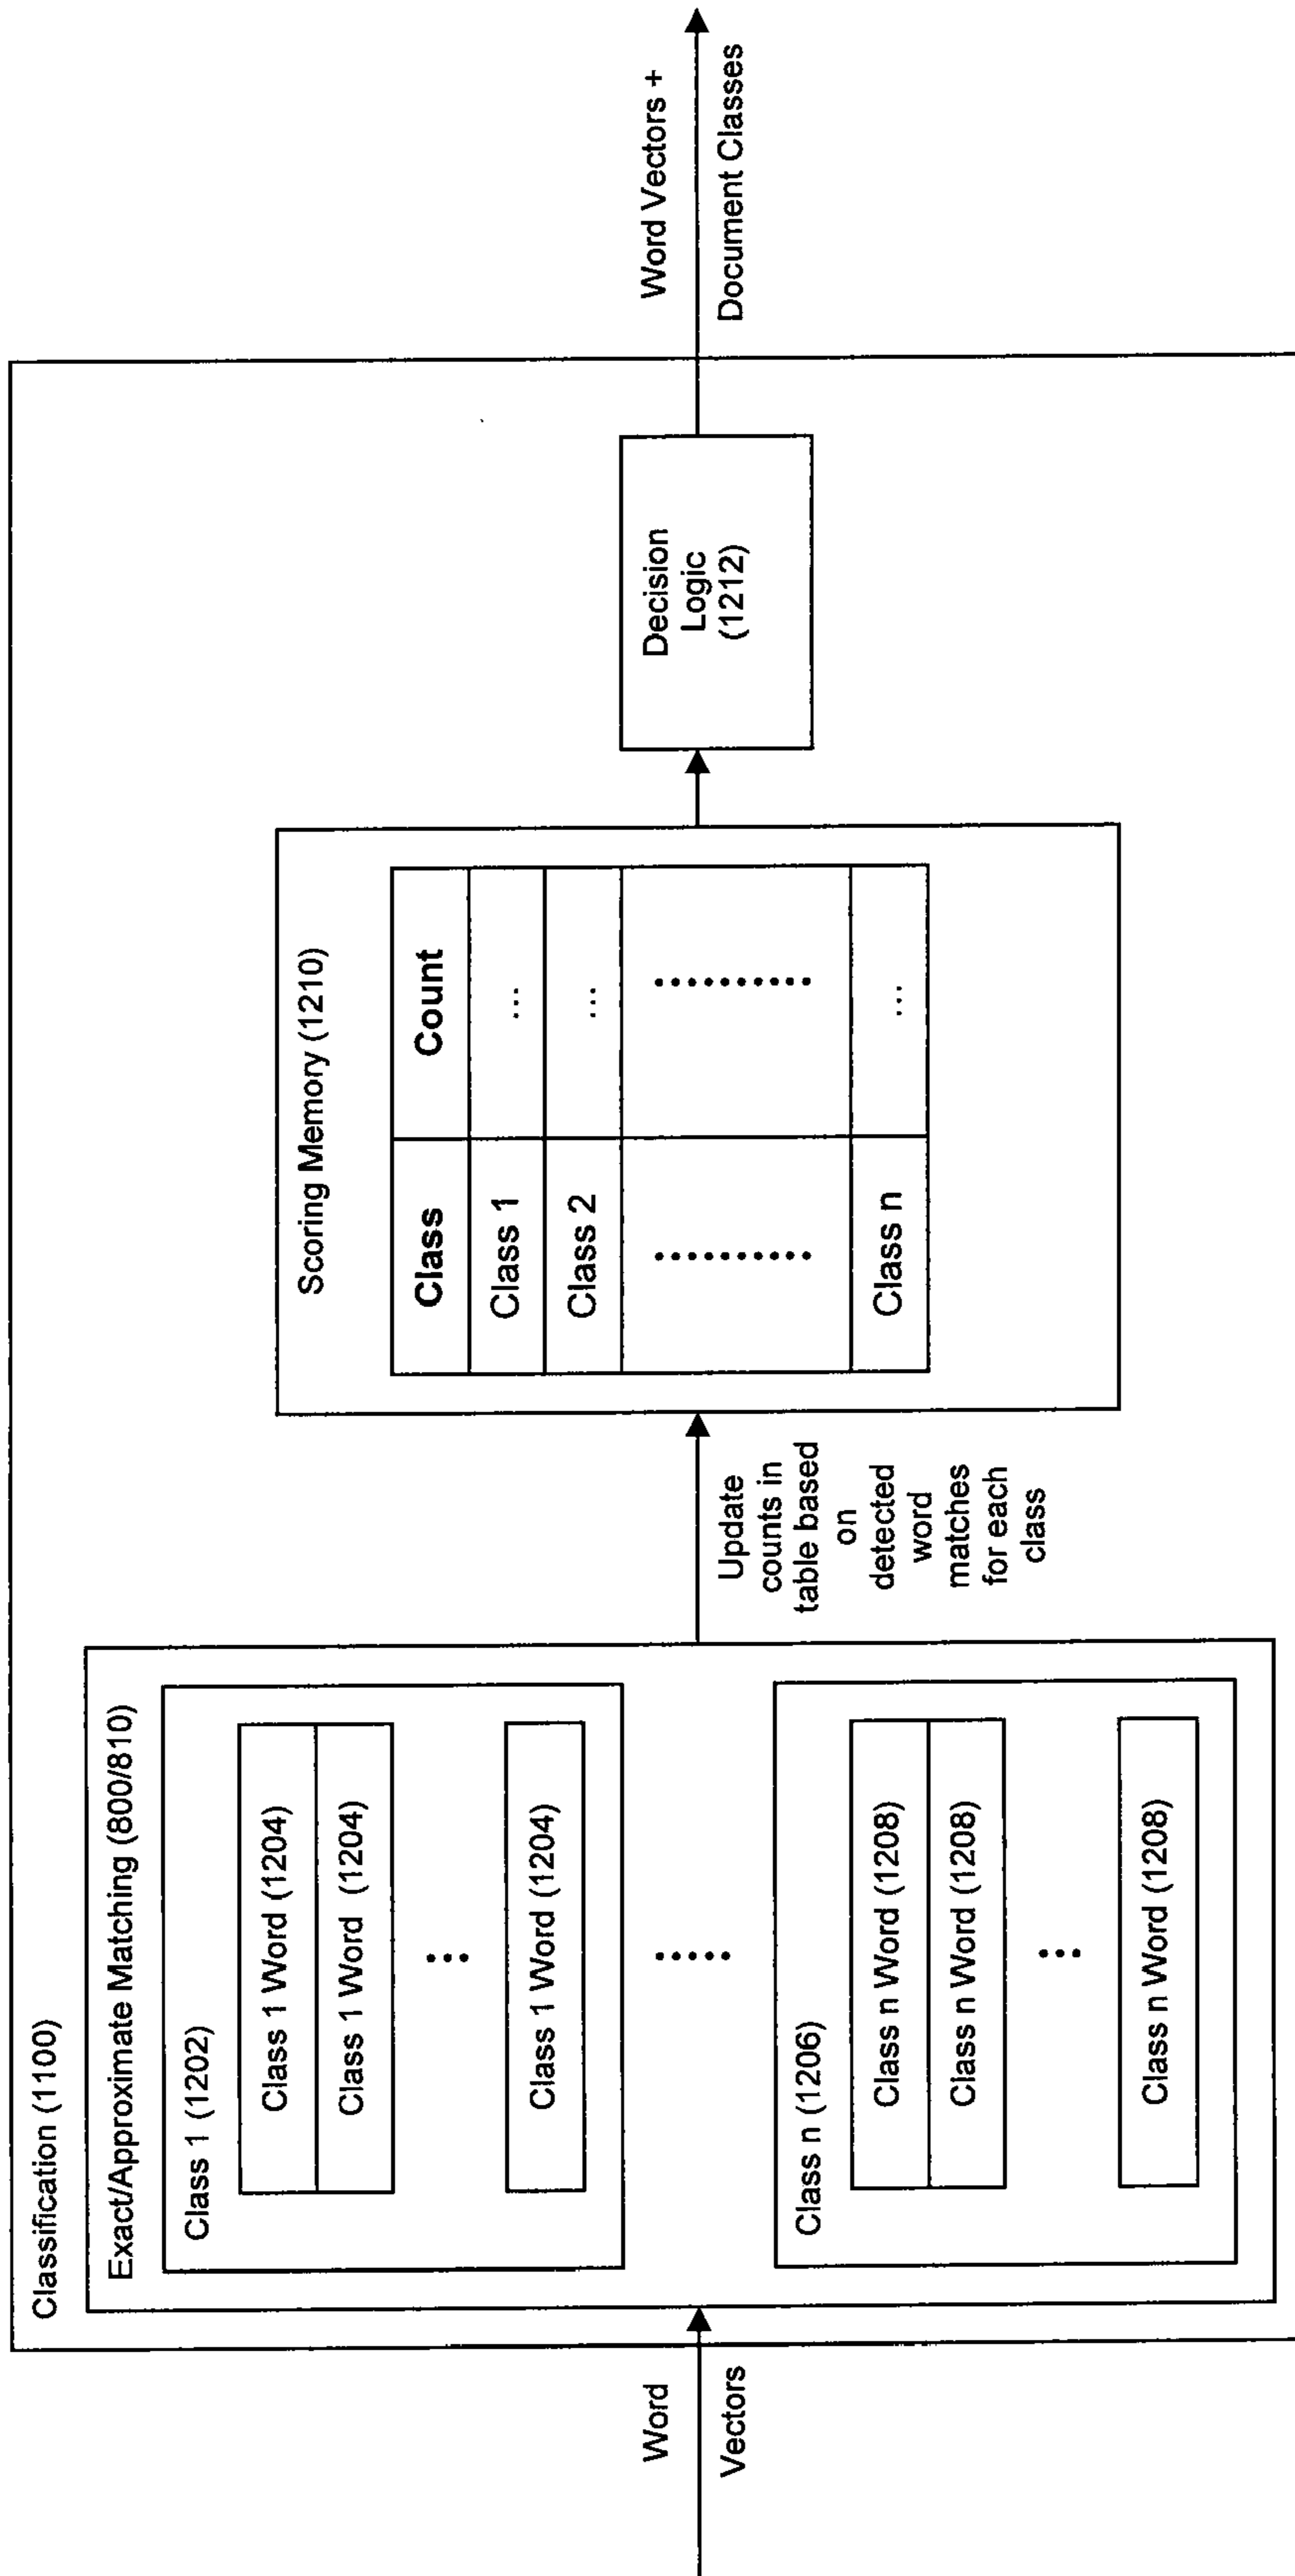 Classification (1100)
Exact/Approximate Matching (800/810)
Class 1 (1202)
Class 1 Word (1204)
Class 1 Word (1204)
Class 1 Word (1204)
Class n (1206)
Class n Word (1208)
Class n Word (1208)
Class n Word (1208)
Word
Vectors
Update
counts in
table based
on
detected
word
matches
for each
class
Scoring Memory (1210)
Class Count
Class 1 ...
Class 2 ...
Class n ...
Decision
Logic
(1212)
Word Vectors +
Document Classes